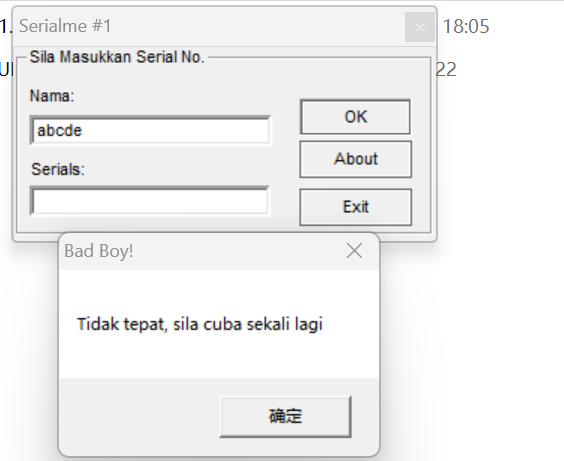 1. Serialme #1 × 18:05
Sila Masukkan Serial No.
22
Nama:
OK
abcde
About
Serials:
Exit
Bad Boy!
Tidak tepat, sila cuba sekali lagi
确定